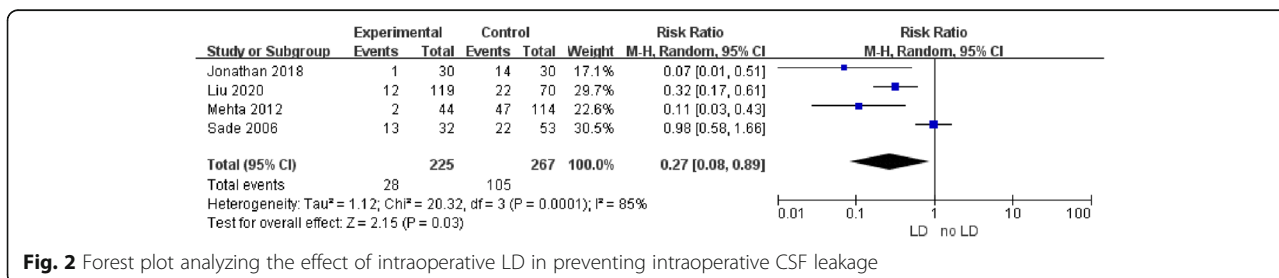 Experimental Control Risk Ratio Risk Ratio
Study or Subgroup Events Total Events Total Weight M-H, Random, 95% CI M-H, Random, 95% CI
Jonathan 2018 1 30 14 30 17.1% 0.07 [0.01, 0.51]
Liu 2020 12 119 22 70 29.7% 0.32 [0.17, 0.61]
Mehta 2012 2 44 47 114 22.6% 0.11 [0.03, 0.43]
Sade 2006 13 32 22 53 30.5% 0.98 [0.58, 1.66]
Total (95% CI) 225 267 100.0% 0.27 [0.08, 0.89]
Total events 28 105
Heterogeneity: Tau² = 1.12; Chi² = 20.32, df = 3 (P = 0.0001); I² = 85%
Test for overall effect: Z = 2.15 (P = 0.03)
0.01 0.1 1 10 100
LD no LD
Fig. 2 Forest plot analyzing the effect of intraoperative LD in preventing intraoperative CSF leakage